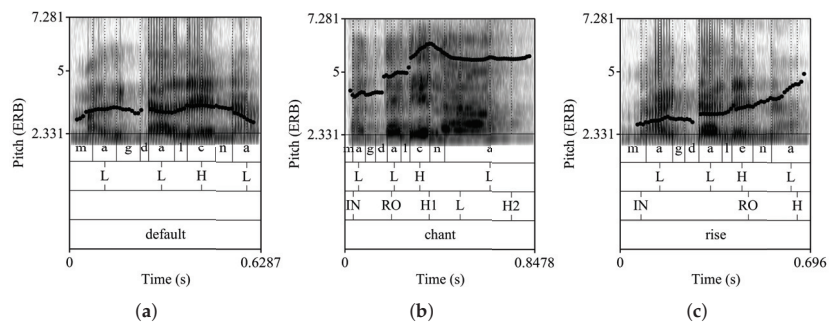 7.281
5
2.331
Pitch (ERB)
m a g d a l c n a
L L H L
default
0 0.6287
Time (s)
(a)
7.281
5
2.331
Pitch (ERB)
m a g d a l c n a
L L H L
IN RO H1 L H2
chant
0 0.8478
Time (s)
(b)
7.281
5
2.331
Pitch (ERB)
m a g d a l e n a
L L H L
IN RO H
rise
0 0.696
Time (s)
(c)